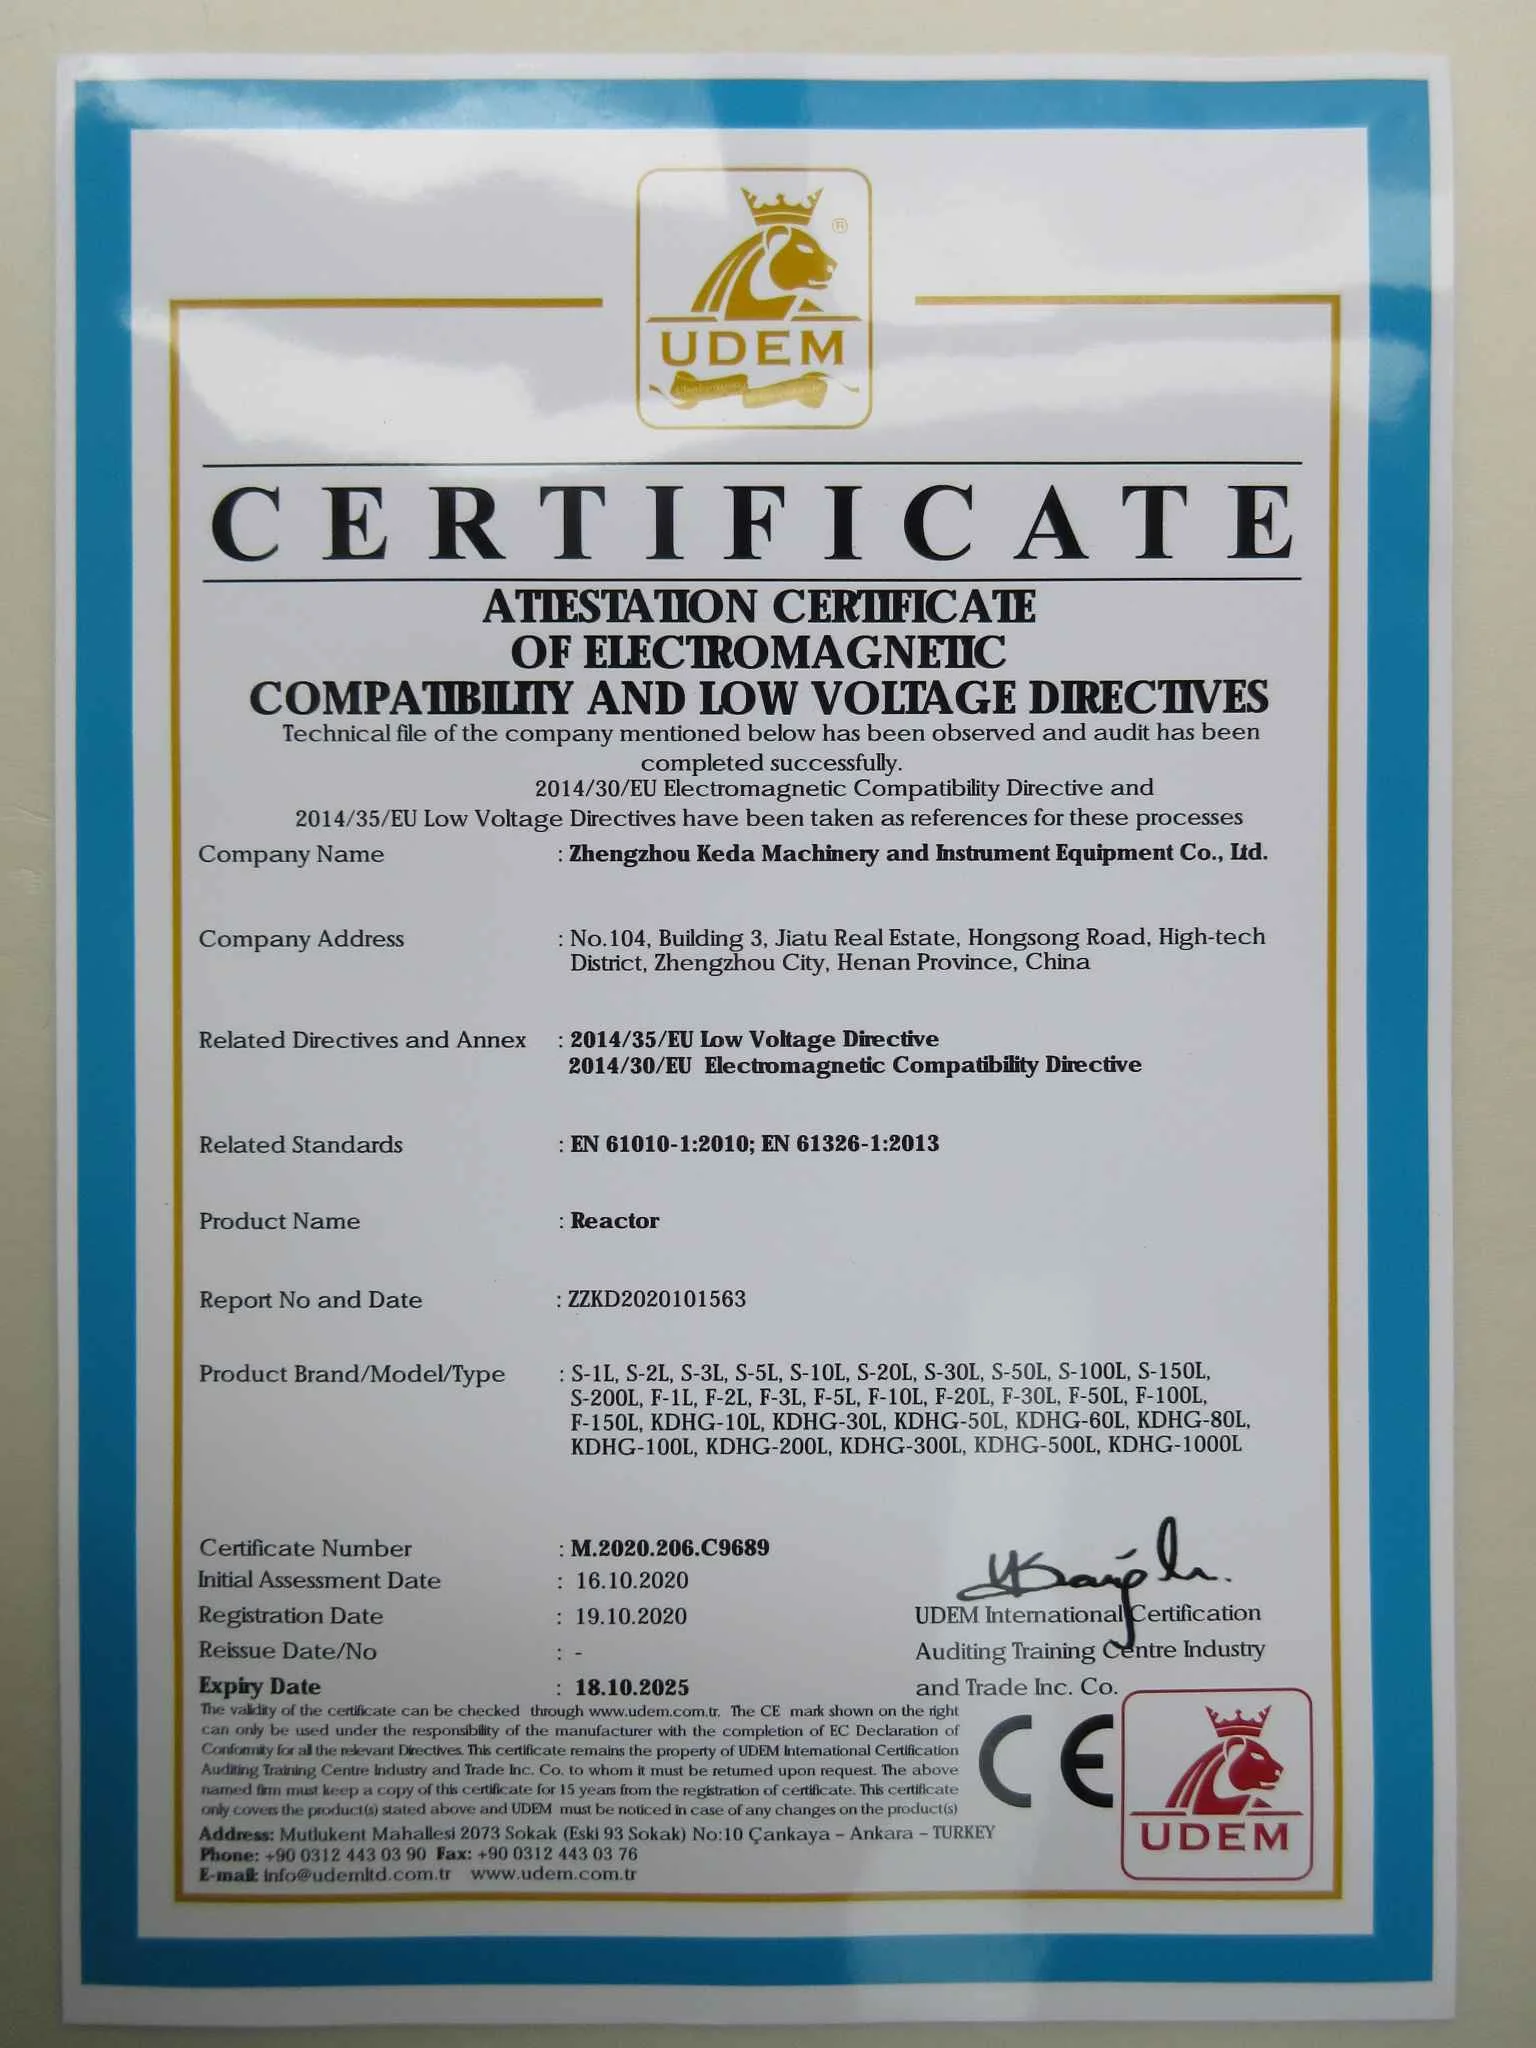 ®
UDEM
CERTIFICATE
ATTESTATION CERTIFICATE
OF ELECTROMAGNETIC
COMPATIBILITY AND LOW VOLTAGE DIRECTIVES
Technical file of the company mentioned below has been observed and audit has been
completed successfully.
2014/30/EU Electromagnetic Compatibility Directive and
2014/35/EU Low Voltage Directives have been taken as references for these processes
Company Name : Zhengzhou Keda Machinery and Instrument Equipment Co., Ltd.
Company Address : No.104, Building 3, Jiatu Real Estate, Hongsong Road, High-tech
District, Zhengzhou City, Henan Province, China
Related Directives and Annex : 2014/35/EU Low Voltage Directive
2014/30/EU Electromagnetic Compatibility Directive
Related Standards : EN 61010-1:2010; EN 61326-1:2013
Product Name : Reactor
Report No and Date : ZZKD2020101563
Product Brand/Model/Type : S-1L, S-2L, S-3L, S-5L, S-10L, S-20L, S-30L, S-50L, S-100L, S-150L,
S-200L, F-1L, F-2L, F-3L, F-5L, F-10L, F-20L, F-30L, F-50L, F-100L,
F-150L, KDHG-10L, KDHG-30L, KDHG-50L, KDHG-60L, KDHG-80L,
KDHG-100L, KDHG-200L, KDHG-300L, KDHG-500L, KDHG-1000L
Certificate Number : M.2020.206.C9689
Initial Assessment Date : 16.10.2020
Registration Date : 19.10.2020
Reissue Date/No : -
Expiry Date : 18.10.2025
UDEM International Certification
Auditing Training Centre Industry
and Trade Inc. Co.
The validity of the certificate can be checked through www.udem.com.tr. The CE mark shown on the right
can only be used under the responsibility of the manufacturer with the completion of EC Declaration of
Conformity for all the relevant Directives. This certificate remains the property of UDEM International Certification
Auditing Training Centre Industry and Trade Inc. Co. to whom it must be returned upon request. The above
named firm must keep a copy of this certificate for 15 years from the registration of certificate. This certificate
only covers the product(s) stated above and UDEM must be noticed in case of any changes on the product(s)
Address: Mutlukent Mahallesi 2073 Sokak (Eski 93 Sokak) No:10 Çankaya – Ankara – TURKEY
Phone: +90 0312 443 03 90 Fax: +90 0312 443 03 76
E-mail: info@udemltd.com.tr www.udem.com.tr
CE
UDEM